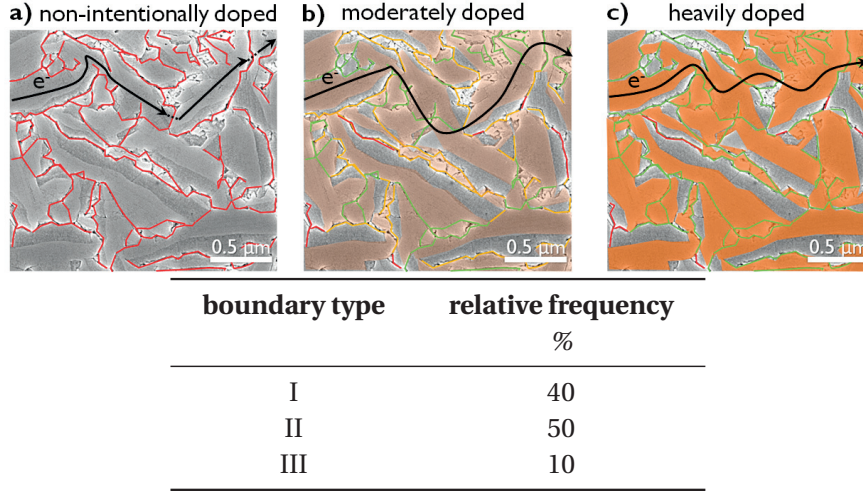 a) non-intentionally doped
b) moderately doped
c) heavily doped
e-
e-
e-
0.5 μm
0.5 μm
0.5 μm
boundary type relative frequency
%
I 40
II 50
III 10